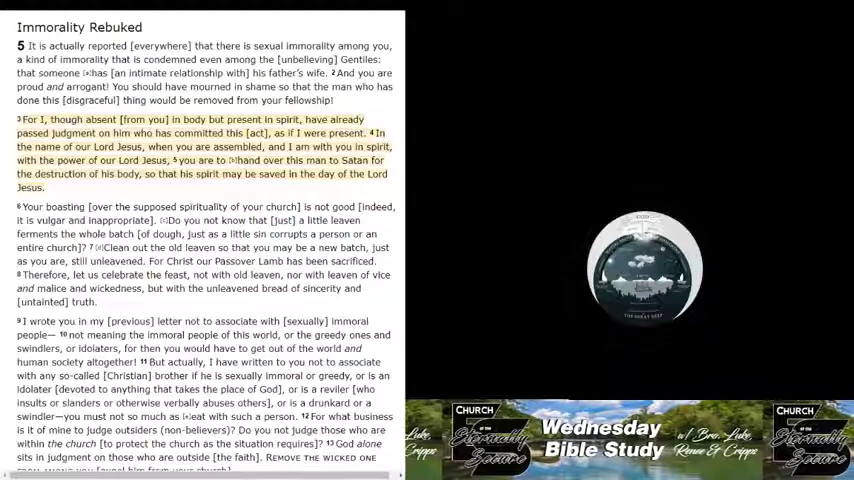 Immorality Rebuked
5 It is actually reported [everywhere] that there is sexual immorality among you,
a kind of immorality that is condemned even among the [unbelieving] Gentiles:
that someone [a]has [an intimate relationship with] his father's wife. 2 And you are
proud and arrogant! You should have mourned in shame so that the man who has
done this [disgraceful] thing would be removed from your fellowship!
3 For I, though absent [from you] in body but present in spirit, have already
passed judgment on him who has committed this [act], as if I were present. 4 In
the name of our Lord Jesus, when you are assembled, and I am with you in spirit,
with the power of our Lord Jesus, 5 you are to [b]hand over this man to Satan for
the destruction of his body, so that his spirit may be saved in the day of the Lord
Jesus.
6 Your boasting [over the supposed spirituality of your church] is not good [indeed,
it is vulgar and inappropriate]. [c]Do you not know that [just] a little leaven
ferments the whole batch [of dough, just as a little sin corrupts a person or an
entire church]? 7 [d]Clean out the old leaven so that you may be a new batch, just
as you are, still unleavened. For Christ our Passover Lamb has been sacrificed.
8 Therefore, let us celebrate the feast, not with old leaven, nor with leaven of vice
and malice and wickedness, but with the unleavened bread of sincerity and
[untainted] truth.
9 I wrote you in my [previous] letter not to associate with [sexually] immoral
people— 10 not meaning the immoral people of this world, or the greedy ones and
swindlers, or idolaters, for then you would have to get out of the world and
human society altogether! 11 But actually, I have written to you not to associate
with any so-called [Christian] brother if he is sexually immoral or greedy, or is an
idolater [devoted to anything that takes the place of God], or is a reviler [who
insults or slanders or otherwise verbally abuses others], or is a drunkard or a
swindler—you must not so much as [e]eat with such a person. 12 For what business
is it of mine to judge outsiders (non-believers)? Do you not judge those who are
within the church [to protect the church as the situation requires]? 13 God alone
sits in judgment on those who are outside [the faith]. REMOVE THE WICKED ONE
FROM AMONG YOU [expel him from your church].
THE GREAT DEEP
Luke,
Cripps
CHURCH
of the
Eternally
Secure
Wednesday
Bible Study
w/ Bro. Luke,
Renee & Cripps
CHURCH
of the
Eternally
Secure